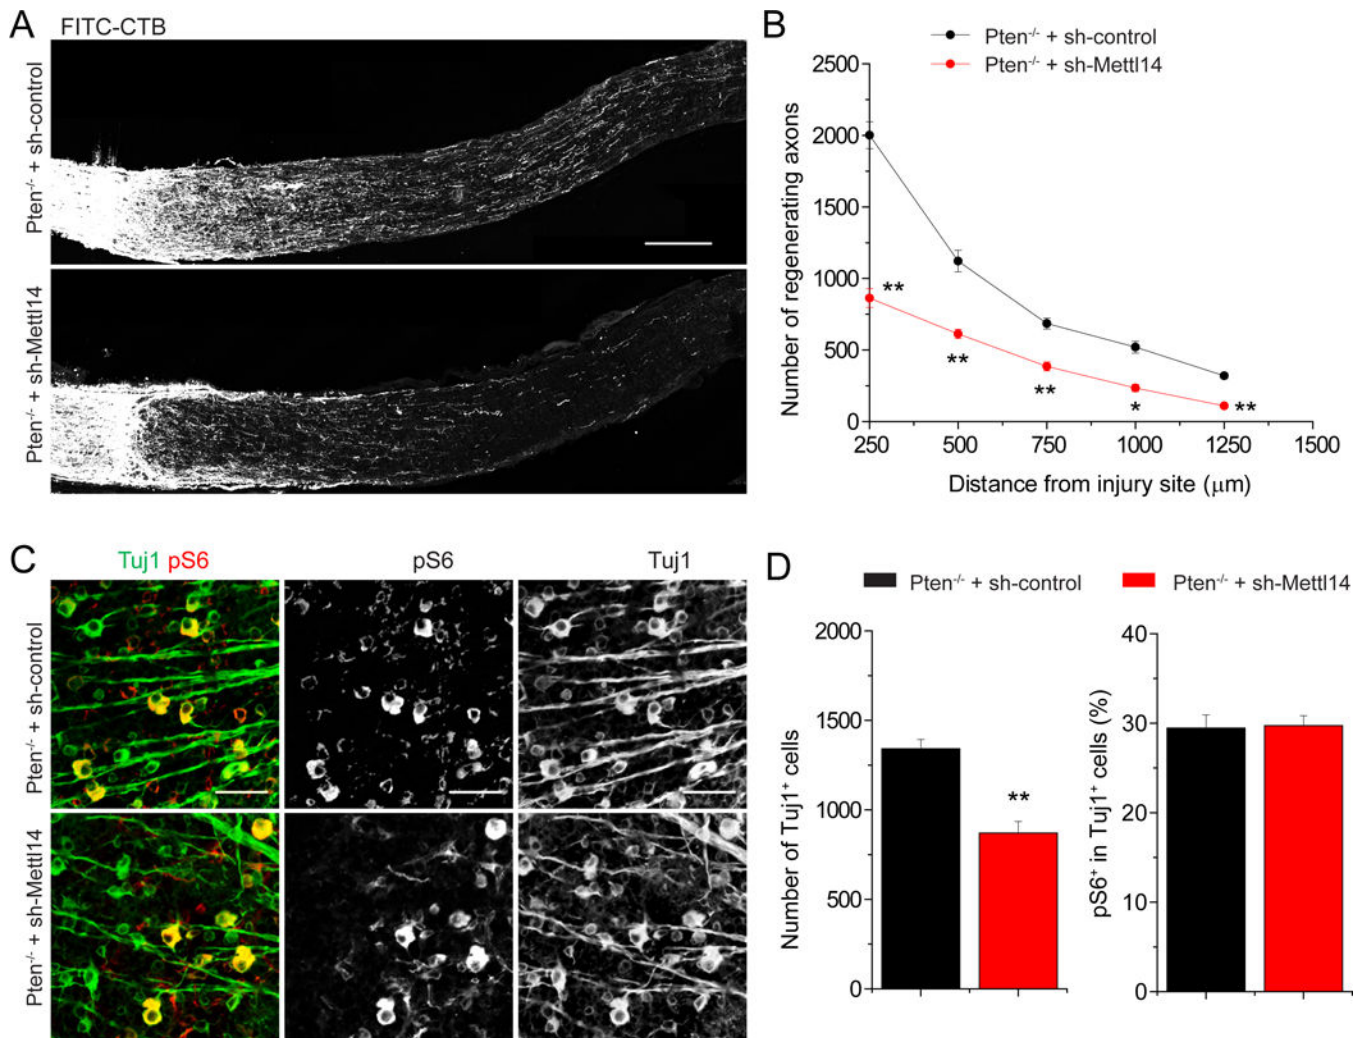 A
FITC-CTB
Pten⁻/⁻ + sh-control
Pten⁻/⁻ + sh-Mettl14
B
Pten⁻/⁻ + sh-control
Pten⁻/⁻ + sh-Mettl14
Number of regenerating axons
2500
2000
1500
1000
500
0
**
**
**
*
**
250 500 750 1000 1250 1500
Distance from injury site (μm)
C
Tuj1 pS6
pS6
Tuj1
Pten⁻/⁻ + sh-control
Pten⁻/⁻ + sh-Mettl14
D
Pten⁻/⁻ + sh-control
Pten⁻/⁻ + sh-Mettl14
Number of Tuj1⁺ cells
2000
1500
1000
500
0
**
pS6⁺ in Tuj1⁺ cells (%)
40
30
20
10
0